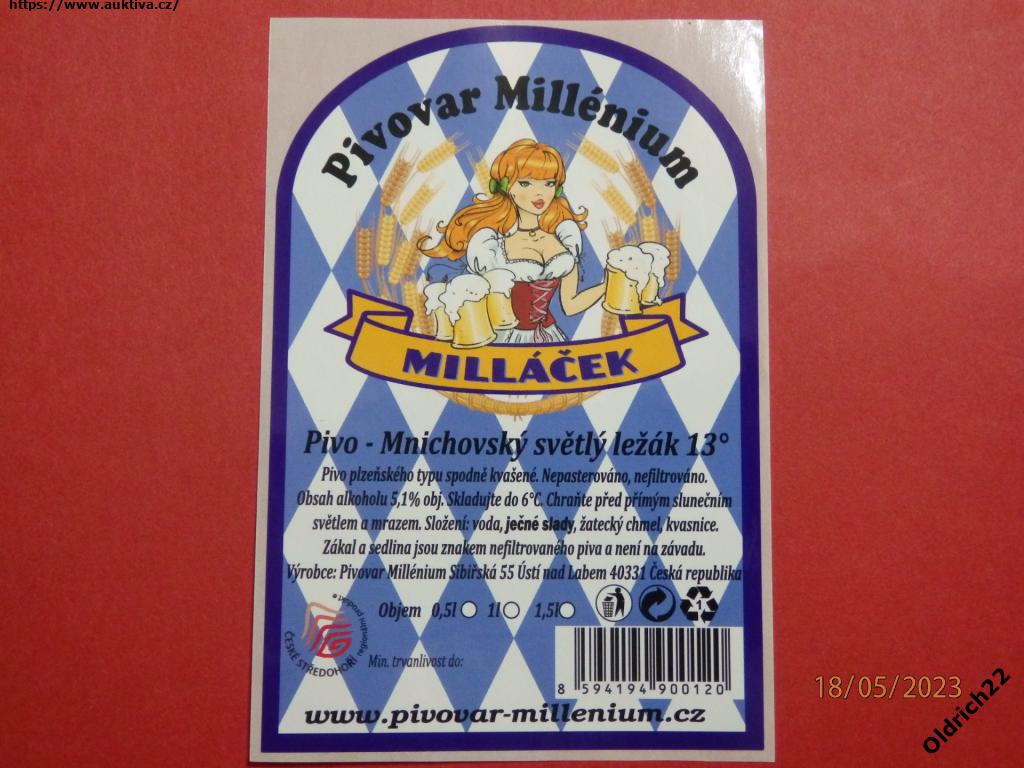 https://www.auktiva.cz/
Pivovar Millénium
MILLÁČEK
Pivo - Mnichovský světlý ležák 13°
Pivo plzeňského typu spodně kvašené. Nepasterováno, nefiltrováno.
Obsah alkoholu 5,1% obj. Skladujte do 6°C. Chraňte před přímým slunečním
světlem a mrazem. Složení: voda, ječné slady, žatecký chmel, kvasnice.
Zákal a sedlina jsou znakem nefiltrovaného piva a není na závadu.
Výrobce: Pivovar Millénium Sibiřská 55 Ústí nad Labem 40331 Česká republika
Objem 0,5l 1l 1,5l
1
ČESKÉ STŘEDOHOŘÍ regionální produkt
Min. trvanlivost do:
8 594194 900120
www.pivovar-millenium.cz
18/05/2023
Oldrich22